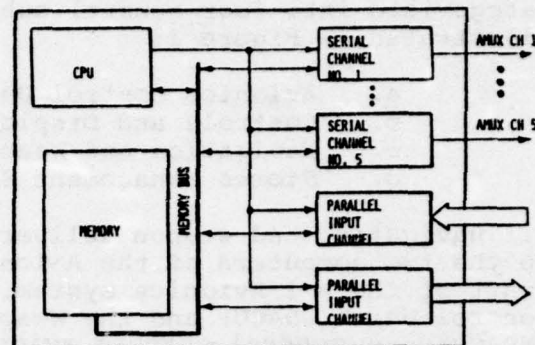 CPU
MEMORY
MEMORY BUS
SERIAL
CHANNEL
NO. 1
AMUX CH 1
SERIAL
CHANNEL
NO. 5
AMUX CH 5
PARALLEL
INPUT
CHANNEL
PARALLEL
INPUT
CHANNEL